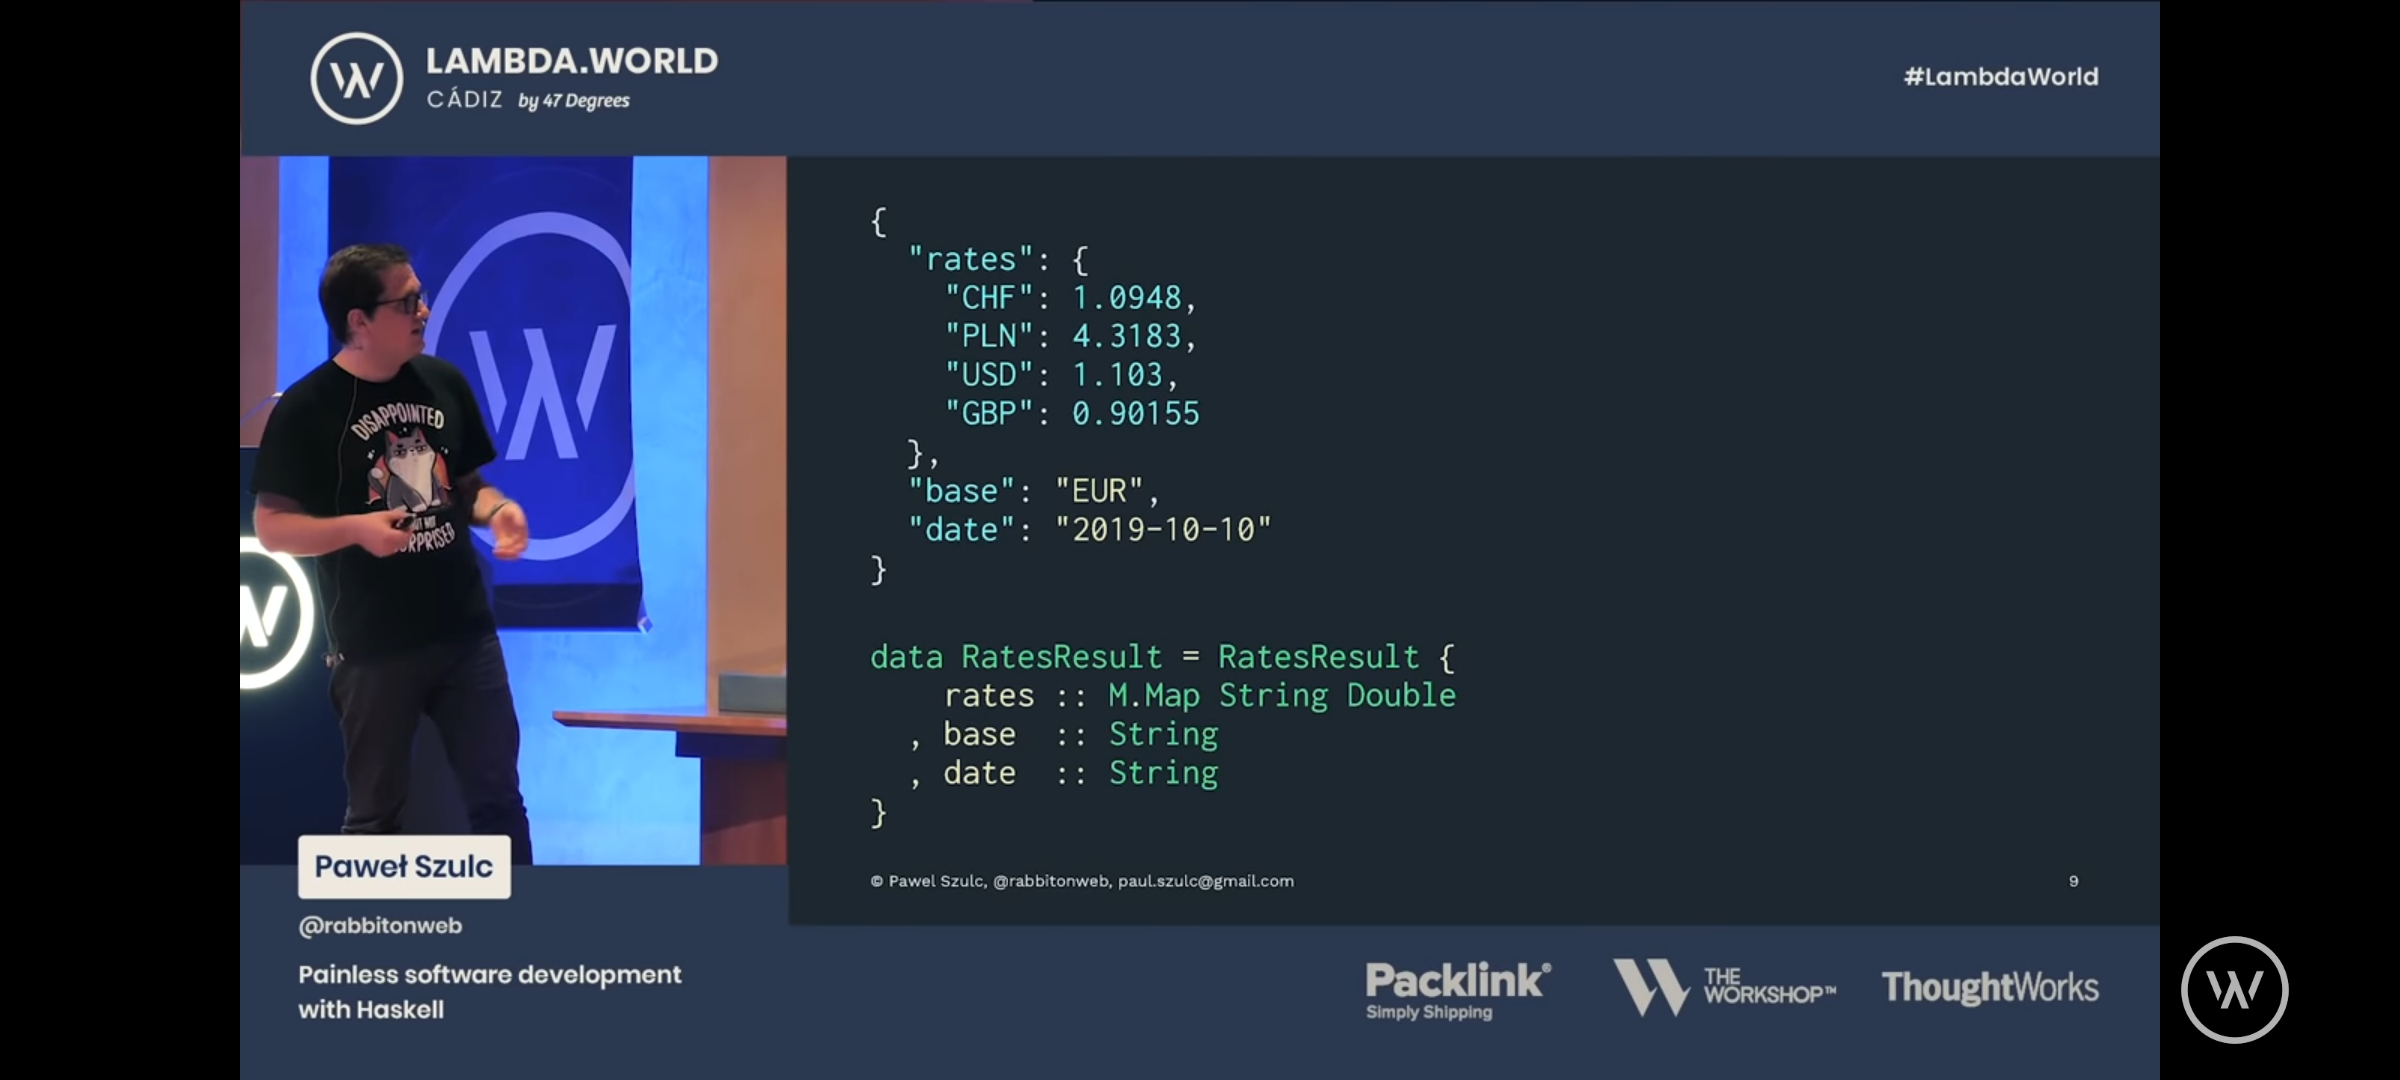 LAMBDA.WORLD
CÁDIZ by 47 Degrees
#LambdaWorld
DISAPPOINTED
BUT NOT
SURPRISED
{
  "rates": {
    "CHF": 1.0948,
    "PLN": 4.3183,
    "USD": 1.103,
    "GBP": 0.90155
  },
  "base": "EUR",
  "date": "2019-10-10"
}
data RatesResult = RatesResult {
    rates :: M.Map String Double
  , base  :: String
  , date  :: String
}
© Pawel Szulc, @rabbitonweb, paul.szulc@gmail.com
9
Paweł Szulc
@rabbitonweb
Painless software development
with Haskell
Packlink®
Simply Shipping
THE
WORKSHOP™
ThoughtWorks